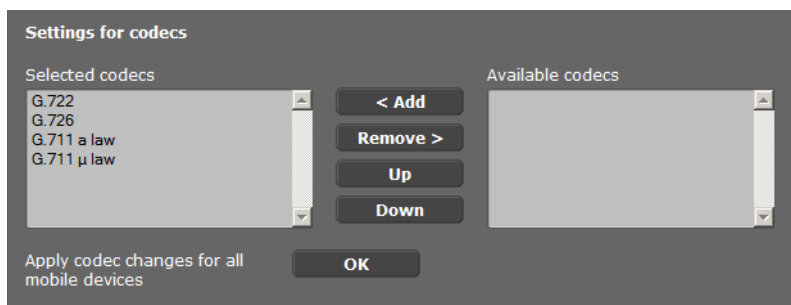 Settings for codecs
Selected codecs
Available codecs
G.722
G.726
G.711 a law
G.711 µ law
< Add
Remove >
Up
Down
Apply codec changes for all
mobile devices
OK